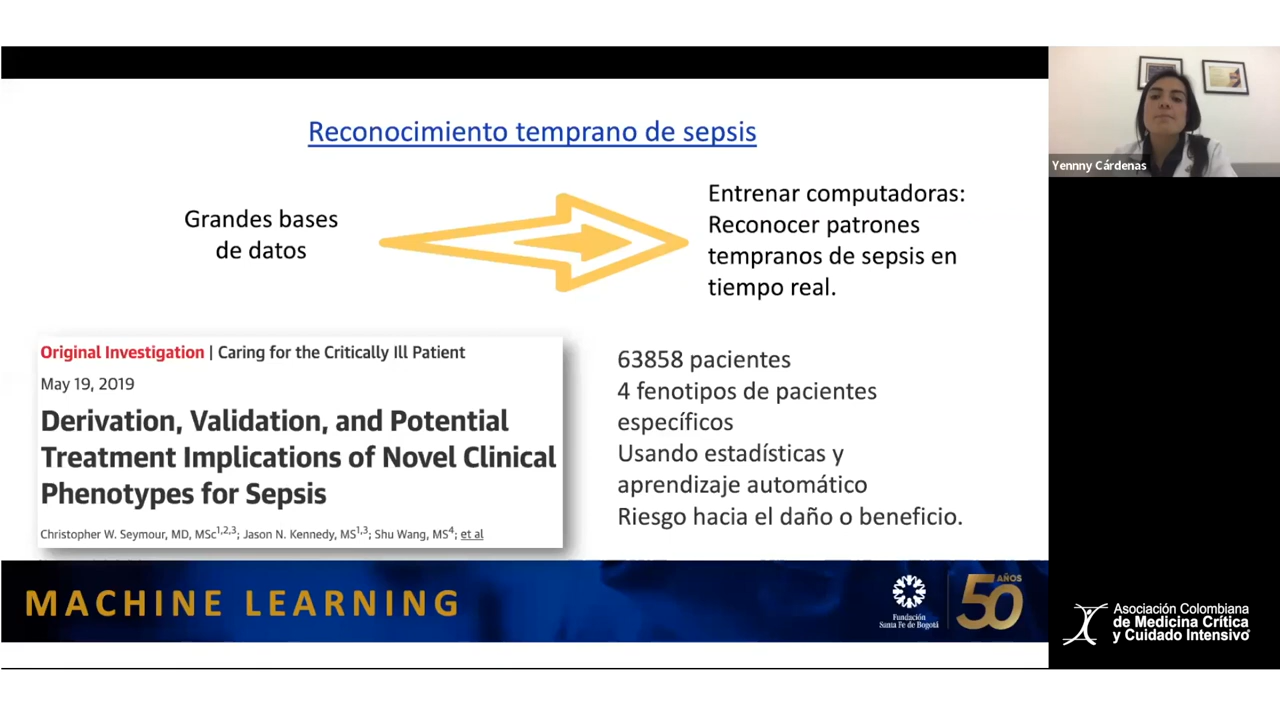 Reconocimiento temprano de sepsis
Grandes bases
de datos
Entrenar computadoras:
Reconocer patrones
tempranos de sepsis en
tiempo real.
Original Investigation | Caring for the Critically Ill Patient
May 19, 2019
Derivation, Validation, and Potential
Treatment Implications of Novel Clinical
Phenotypes for Sepsis
Christopher W. Seymour, MD, MSc1,2,3; Jason N. Kennedy, MS1,3; Shu Wang, MS4; et al
63858 pacientes
4 fenotipos de pacientes
específicos
Usando estadísticas y
aprendizaje automático
Riesgo hacia el daño o beneficio.
MACHINE LEARNING
Fundación
Santa Fe de Bogotá
50 AÑOS
Yennny Cárdenas
Asociación Colombiana
de Medicina Crítica
y Cuidado Intensivo